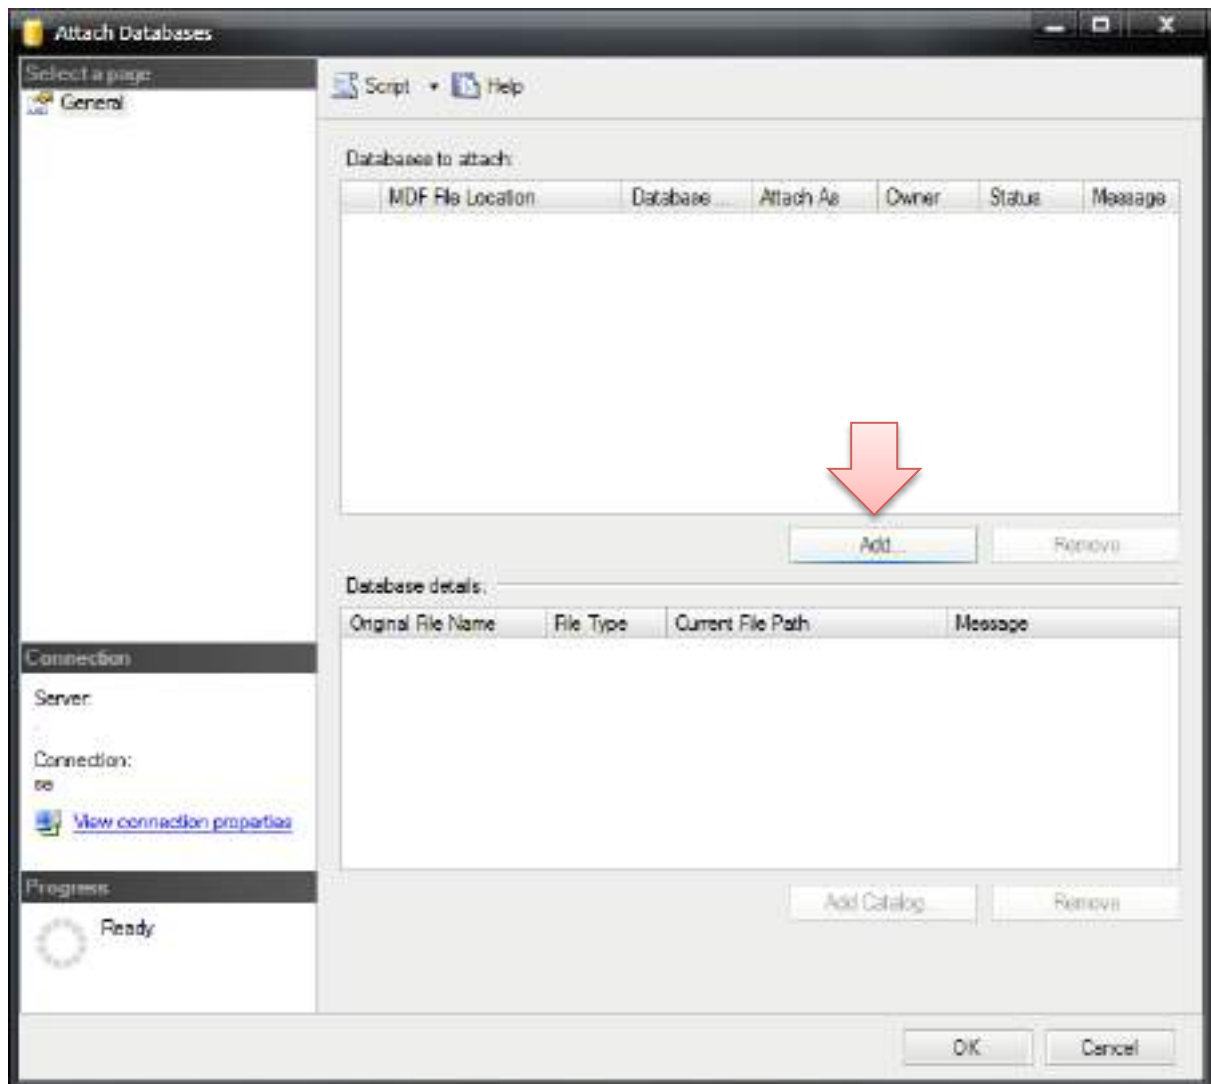 Attach Databases
Select a page
General
Script Help
Databases to attach:
MDF File Location Database ... Attach As Owner Status Message
Add... Remove
Database details:
Original File Name File Type Current File Path Message
Connection
Server:
.
Connection:
sa
View connection properties
Progress
Ready
Add Catalog... Remove
OK Cancel